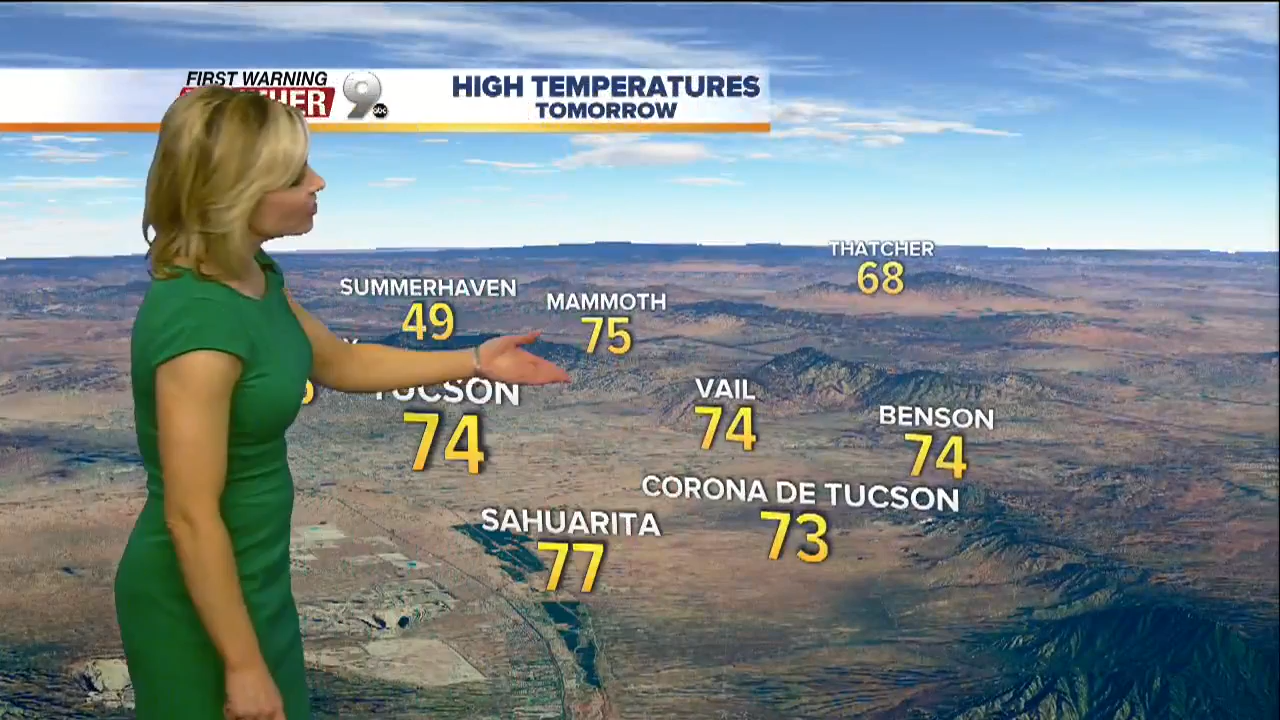 FIRST WARNING
9
abc
HIGH TEMPERATURES
TOMORROW
THATCHER
68
SUMMERHAVEN
49
MAMMOTH
75
TUCSON
74
VAIL
74
BENSON
74
CORONA DE TUCSON
73
SAHUARITA
77